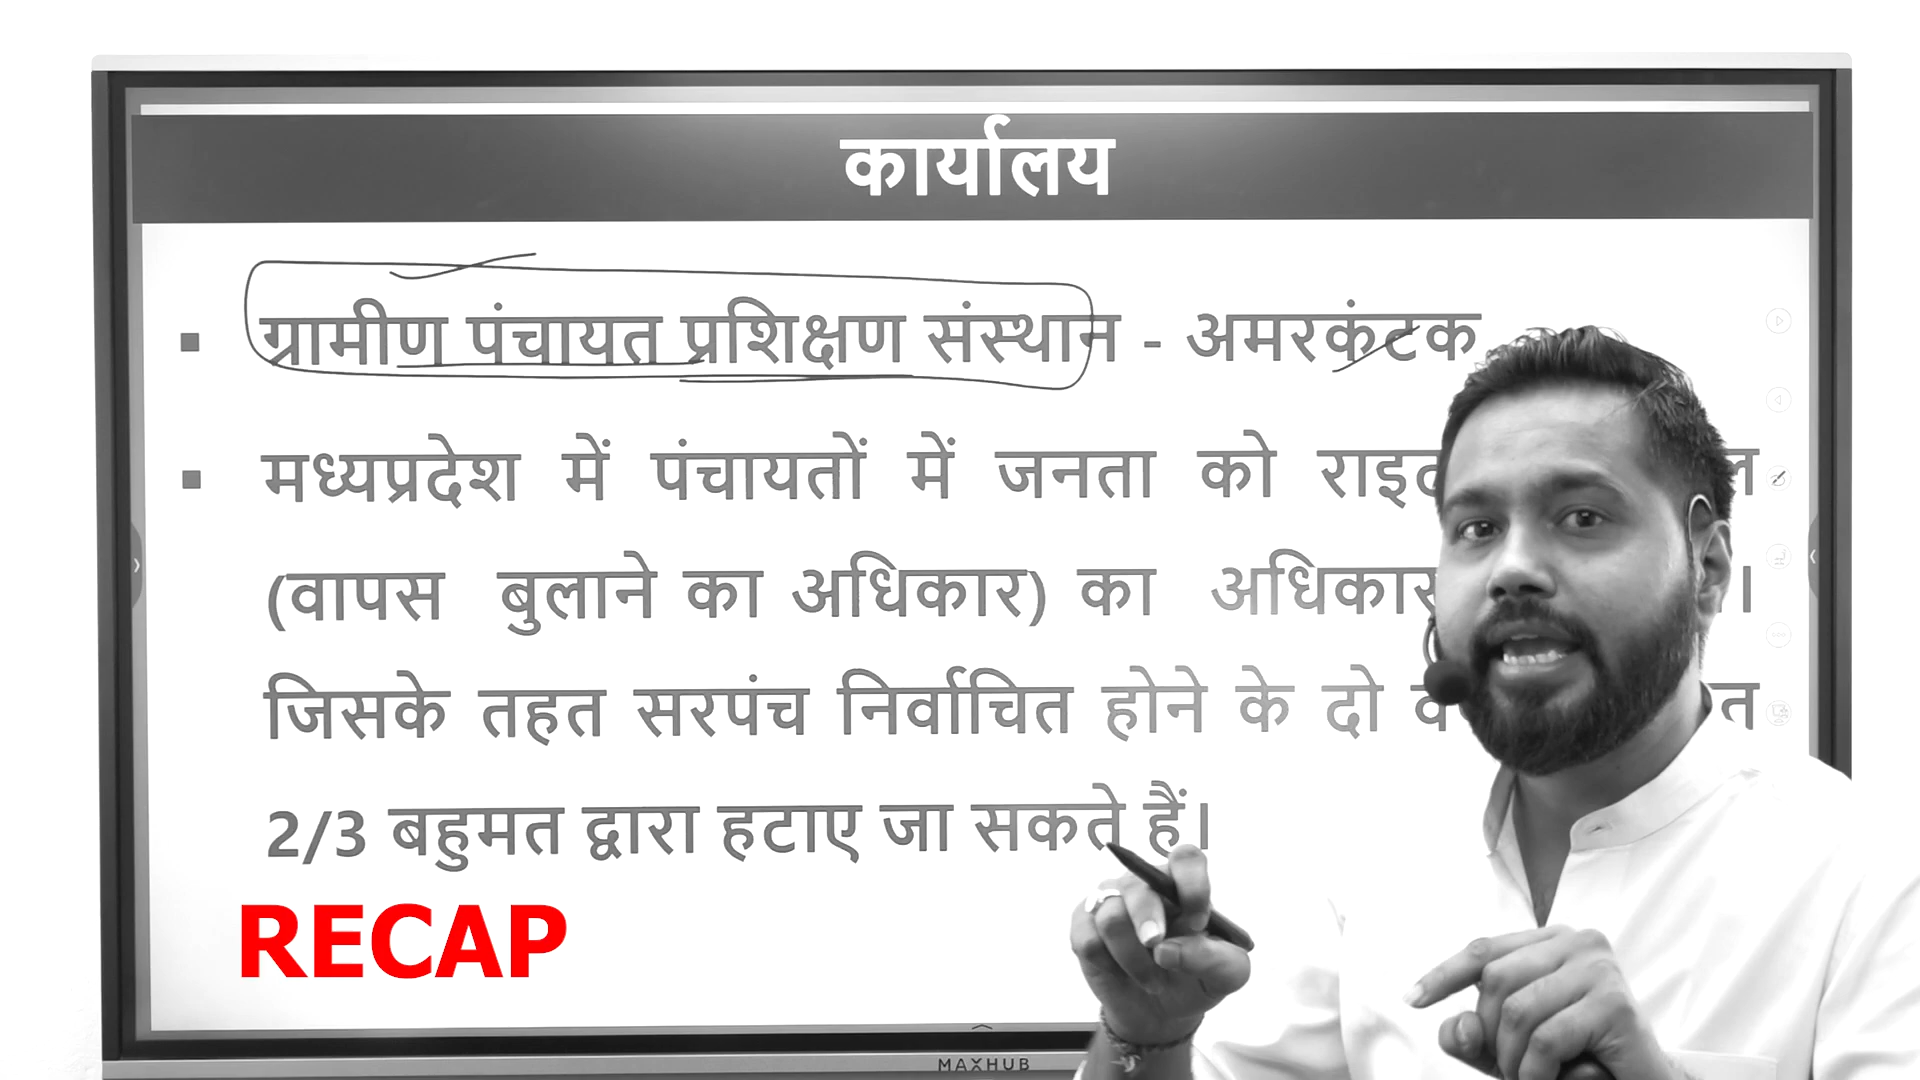 कार्यालय
▪ ग्रामीण पंचायत प्रशिक्षण संस्थान - अमरकंटक
▪ मध्यप्रदेश में पंचायतों में जनता को
(वापस बुलाने का अधिकार) का अधिकार
जिसके तहत सरपंच निर्वाचित होने के दो
2/3 बहुमत द्वारा हटाए जा सकते हैं।
RECAP
MAXHUB